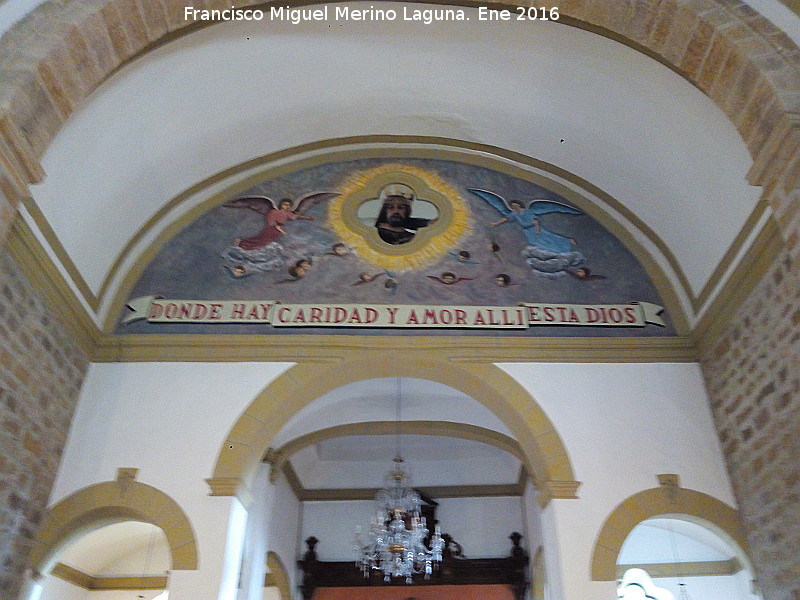 Francisco Miguel Merino Laguna. Ene 2016
DONDE HAY CARIDAD Y AMOR ALLI ESTA DIOS